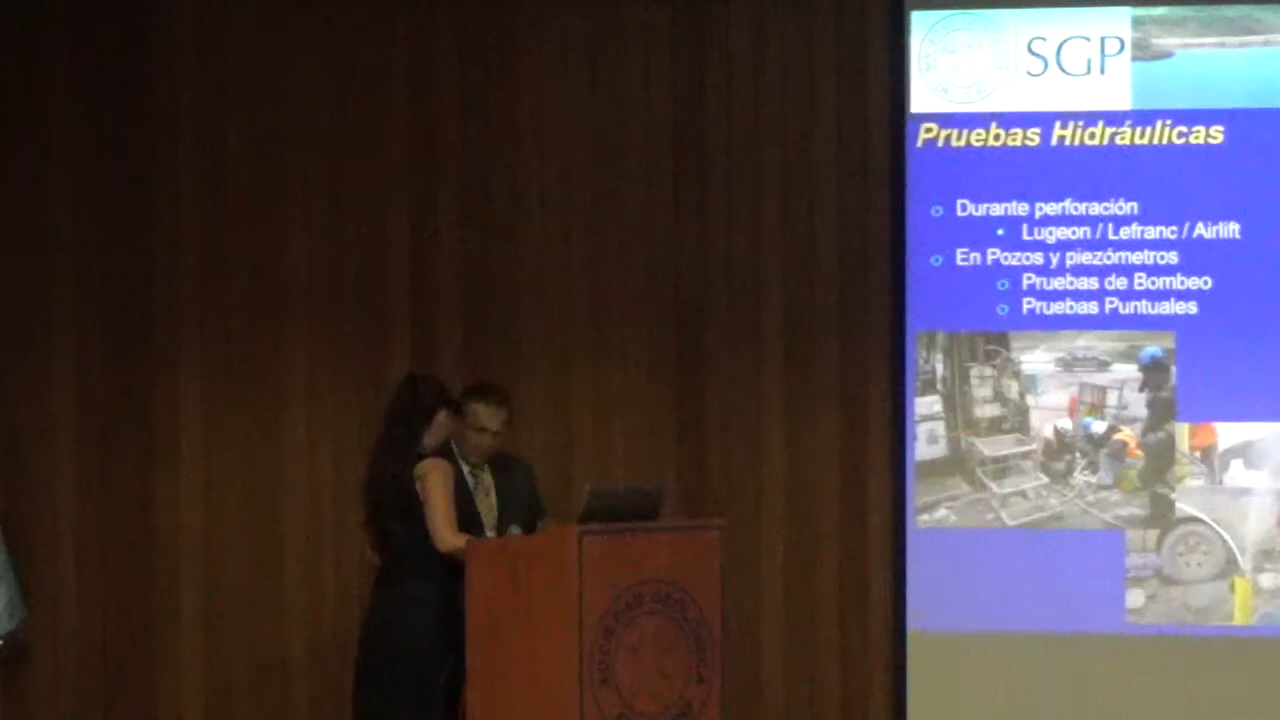 SGP
Pruebas Hidráulicas
Durante perforación
Lugeon / Lefranc / Airlift
En Pozos y piezómetros
Pruebas de Bombeo
Pruebas Puntuales